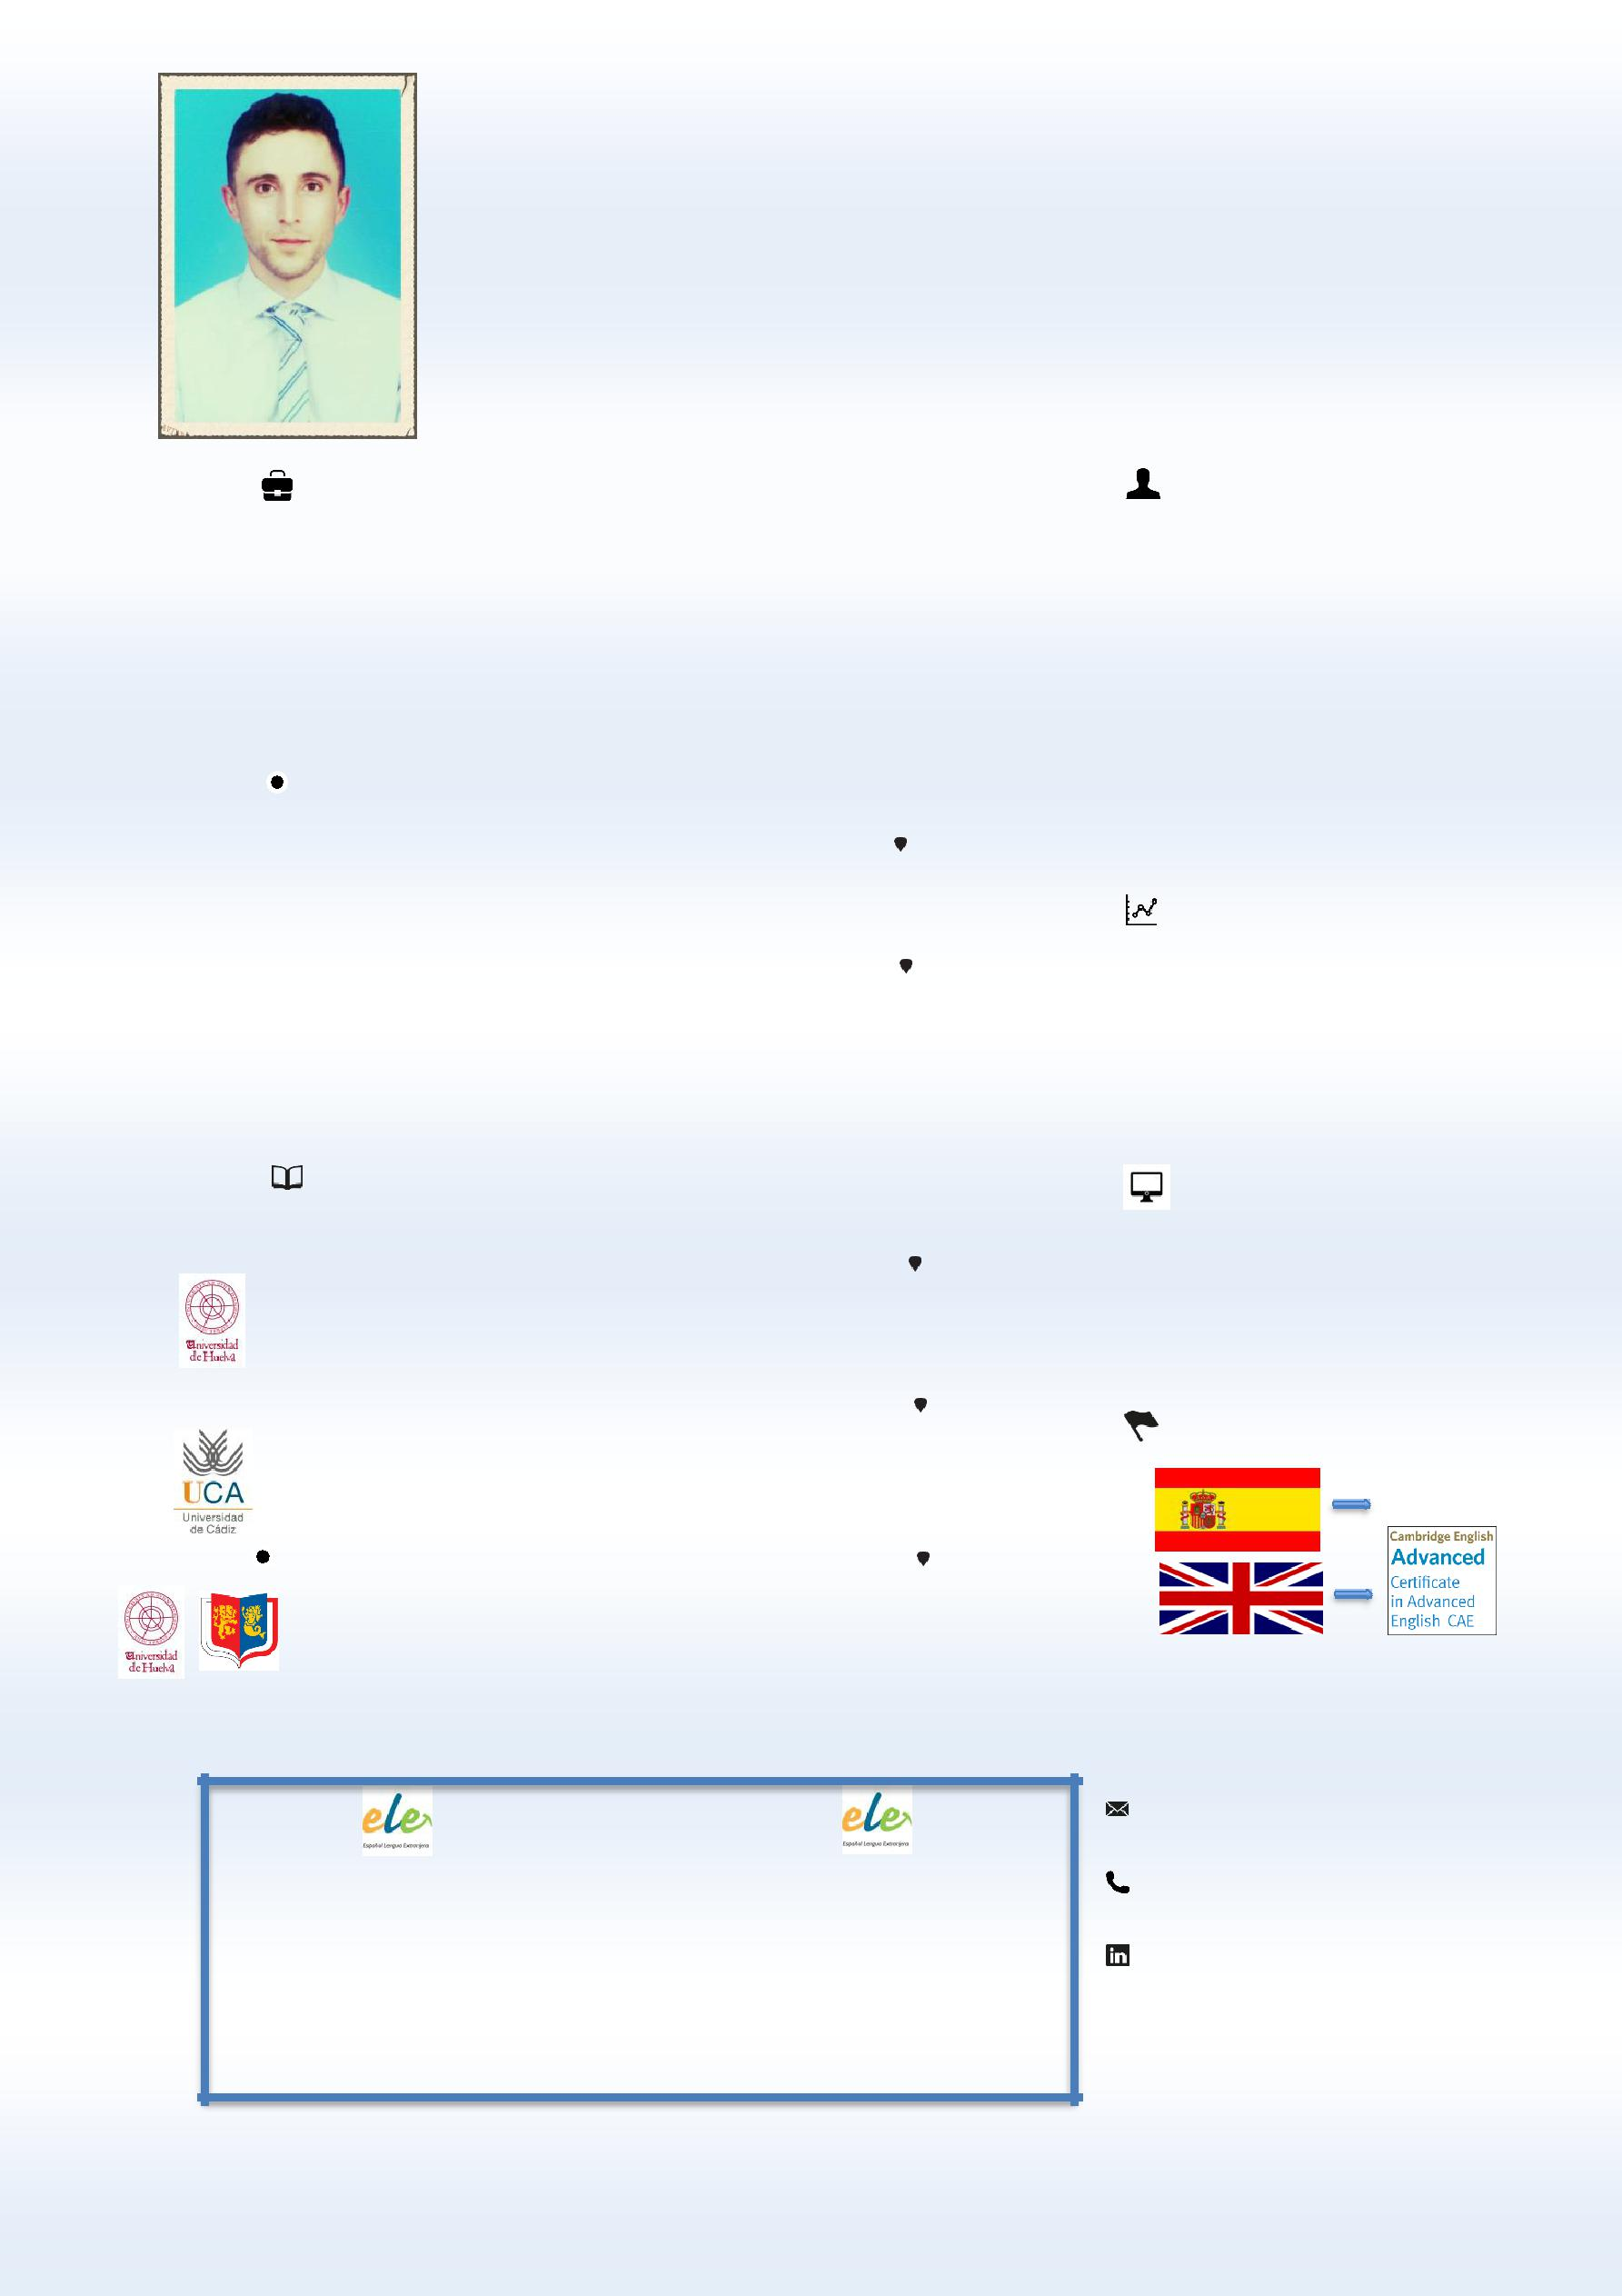 Universidad
de Huelva
UCA
Universidad
de Cádiz
Cambridge English
Advanced
Certificate
in Advanced
English CAE
Universidad
de Huelva
ele
Español Lengua Extranjera
ele
Español Lengua Extranjera
in